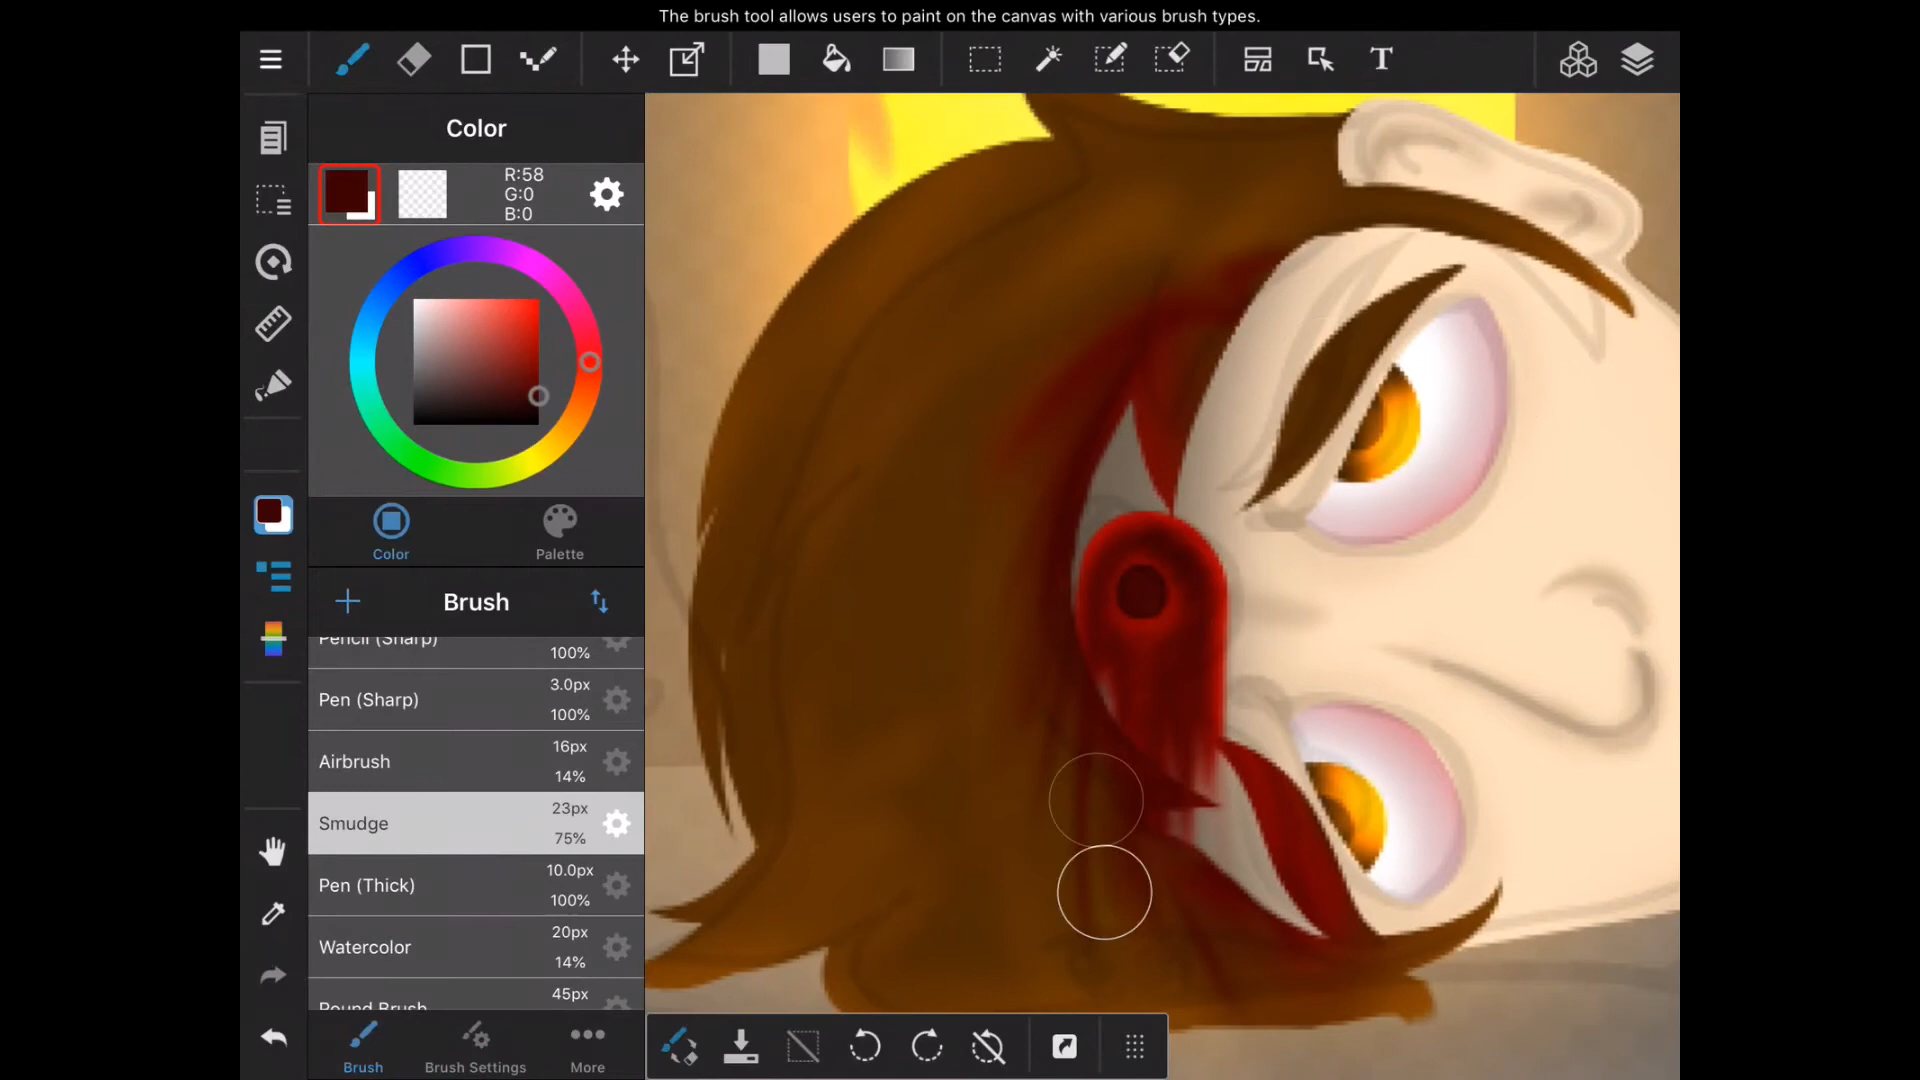 The brush tool allows users to paint on the canvas with various brush types.
T
Color
R:58
G:0
B:0
Color
Palette
Brush
Pencil (Sharp)
100%
Pen (Sharp)
3.0px
100%
Airbrush
16px
14%
Smudge
23px
75%
Pen (Thick)
10.0px
100%
Watercolor
20px
14%
Round Brush
45px
Brush
Brush Settings
More